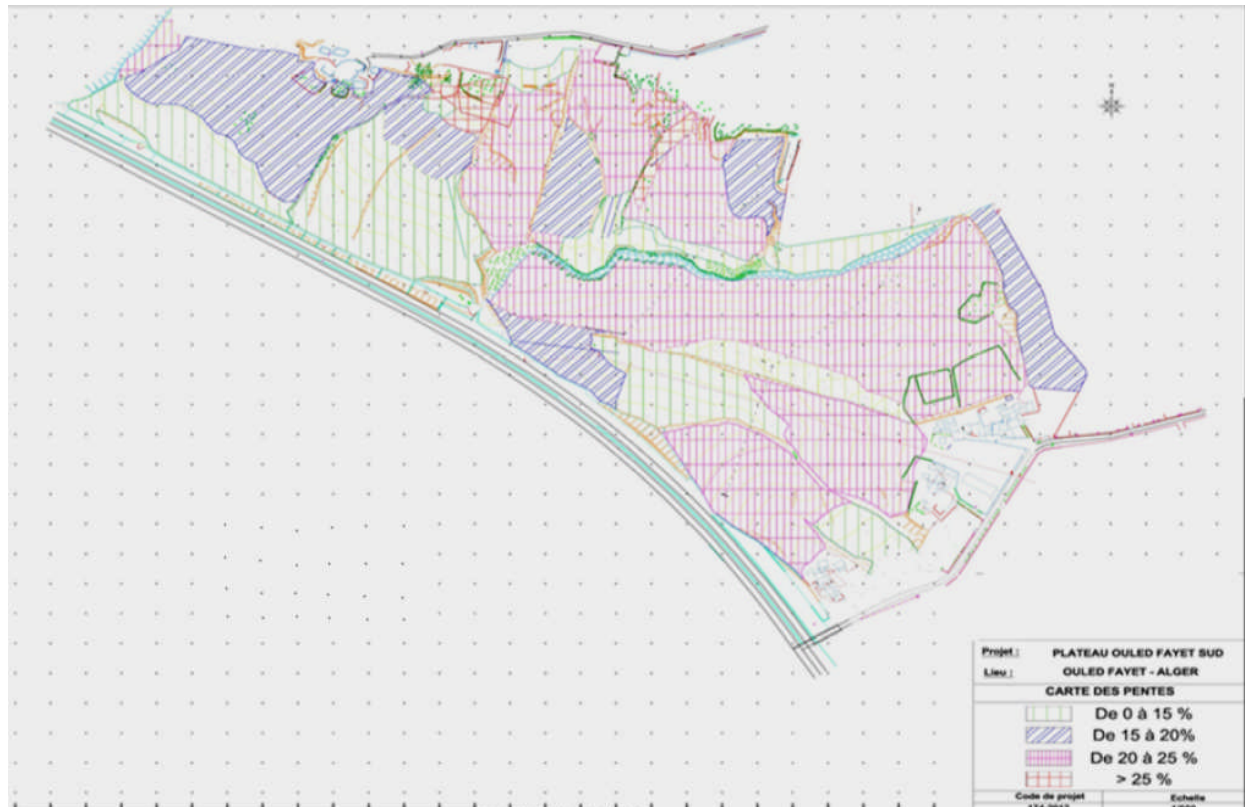 Projet : PLATEAU OULED FAYET SUD
Lieu : OULED FAYET - ALGER
CARTE DES PENTES
De 0 à 15 %
De 15 à 20%
De 20 à 25 %
> 25 %
Code de projet Echelle